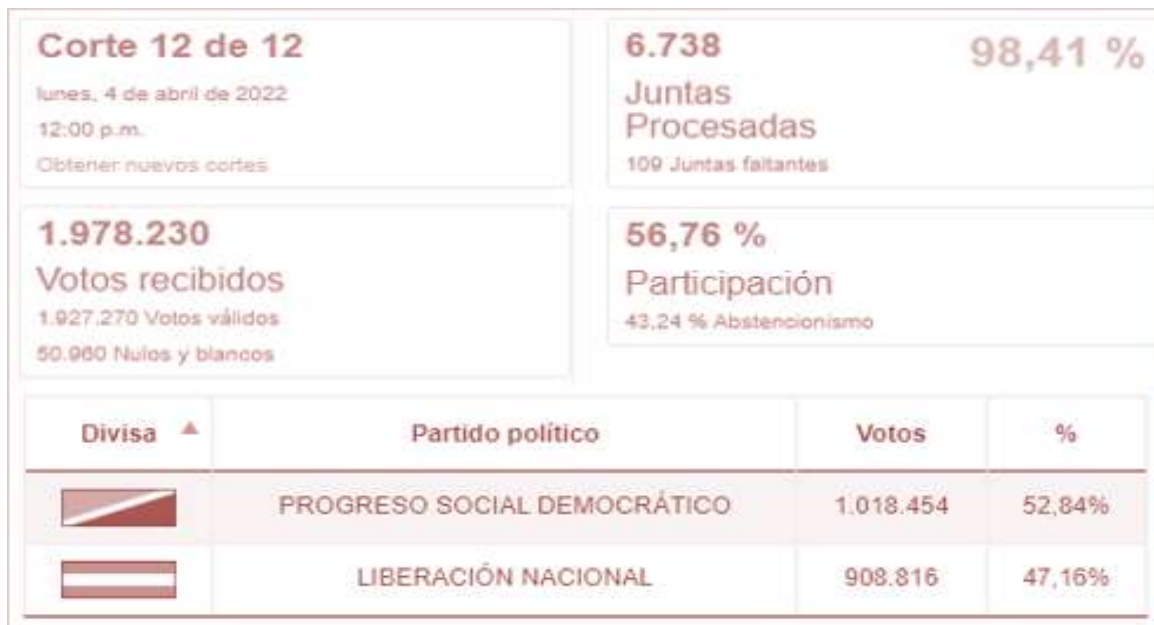 Corte 12 de 12
lunes, 4 de abril de 2022
12:00 p.m.
Obtener nuevos cortes
6.738
98,41 %
Juntas
Procesadas
109 Juntas faltantes
1.978.230
Votos recibidos
1.927.270 Votos válidos
50.960 Nulos y blancos
56,76 %
Participación
43,24 % Abstencionismo
Divisa Partido político Votos %
PROGRESO SOCIAL DEMOCRÁTICO 1.018.454 52,84%
LIBERACIÓN NACIONAL 908.816 47,16%